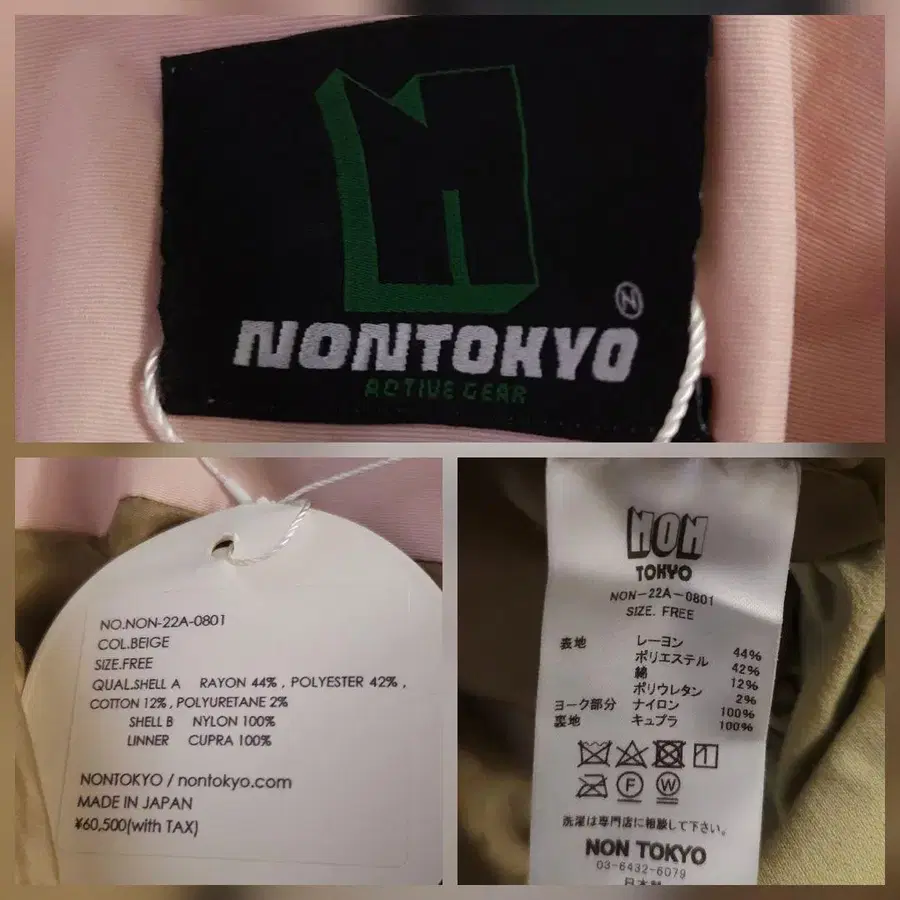 NONTOKYO
ACTIVE GEAR
NO.NON-22A-0801
COL.BEIGE
SIZE.FREE
QUAL.SHELL A RAYON 44% , POLYESTER 42% ,
COTTON 12% , POLYURETANE 2%
SHELL B NYLON 100%
LINNER CUPRA 100%
NONTOKYO / nontokyo.com
MADE IN JAPAN
¥60,500(with TAX)
NON
TOKYO
NON-22A-0801
SIZE. FREE
表地 レーヨン 44%
ポリエステル 42%
綿 12%
ポリウレタン 2%
ヨーク部分 ナイロン 100%
裏地 キュプラ 100%
F W
洗濯は専門店に相談して下さい。
NON TOKYO
03-6432-6079
日本製